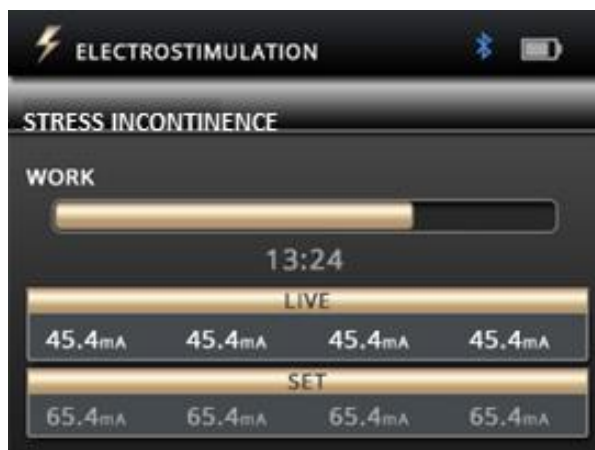 ELECTROSTIMULATION
STRESS INCONTINENCE
WORK
13:24
LIVE
45.4mA 45.4mA 45.4mA 45.4mA
SET
65.4mA 65.4mA 65.4mA 65.4mA